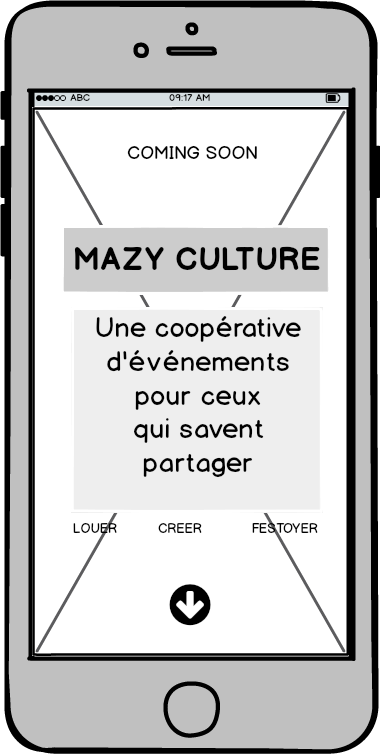 ABC 09:17 AM
COMING SOON
MAZY CULTURE
Une coopérative
d'événements
pour ceux
qui savent
partager
LOUER CREER FESTOYER